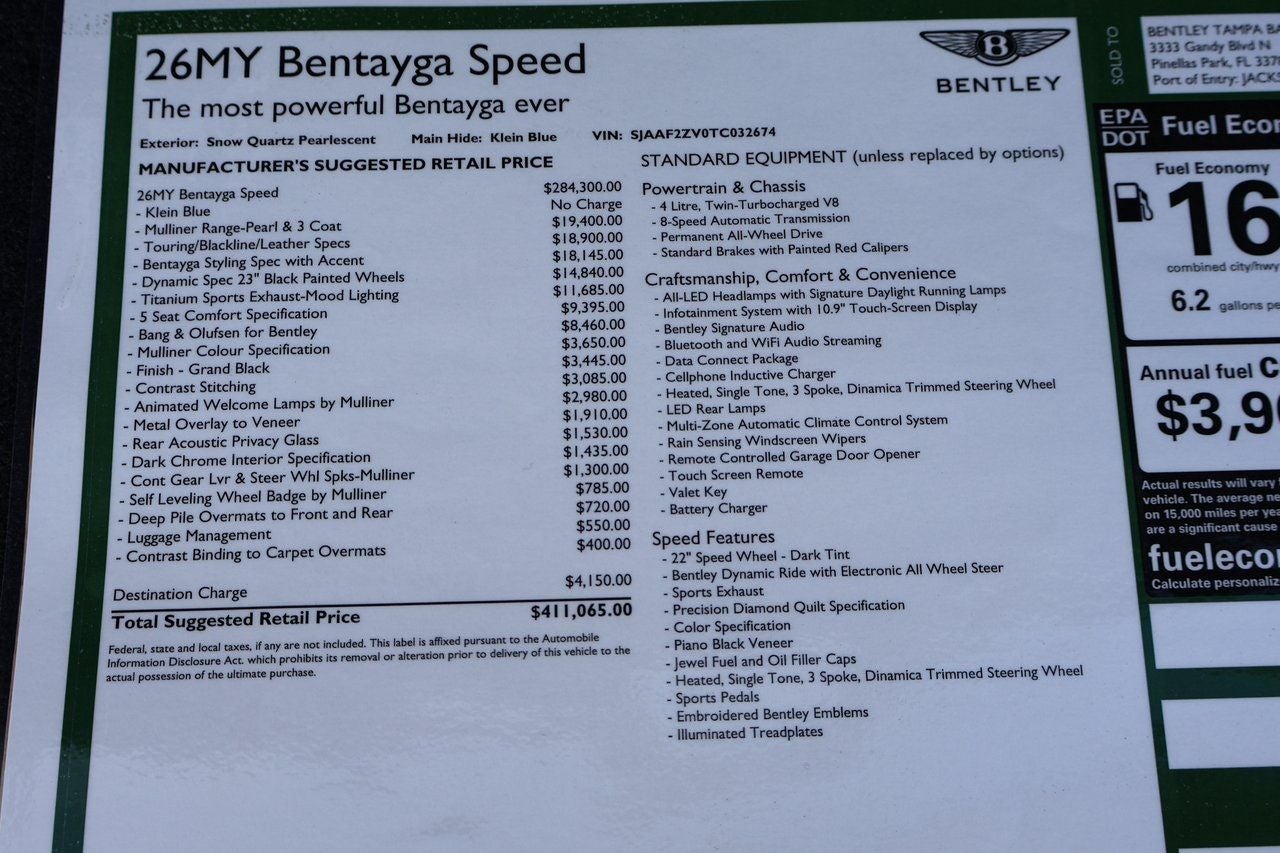 26MY Bentayga Speed
The most powerful Bentayga ever
BENTLEY
Exterior: Snow Quartz Pearlescent Main Hide: Klein Blue VIN: SJAAF2ZV0TC032674
MANUFACTURER'S SUGGESTED RETAIL PRICE
26MY Bentayga Speed $284,300.00
- Klein Blue No Charge
- Mulliner Range-Pearl & 3 Coat $19,400.00
- Touring/Blackline/Leather Specs $18,900.00
- Bentayga Styling Spec with Accent $18,145.00
- Dynamic Spec 23" Black Painted Wheels $14,840.00
- Titanium Sports Exhaust-Mood Lighting $11,685.00
- 5 Seat Comfort Specification $9,395.00
- Bang & Olufsen for Bentley $8,460.00
- Mulliner Colour Specification $3,650.00
- Finish - Grand Black $3,445.00
- Contrast Stitching $3,085.00
- Animated Welcome Lamps by Mulliner $2,980.00
- Metal Overlay to Veneer $1,910.00
- Rear Acoustic Privacy Glass $1,530.00
- Dark Chrome Interior Specification $1,435.00
- Cont Gear Lvr & Steer Whl Spks-Mulliner $1,300.00
- Self Leveling Wheel Badge by Mulliner $785.00
- Deep Pile Overmats to Front and Rear $720.00
- Luggage Management $550.00
- Contrast Binding to Carpet Overmats $400.00
Destination Charge $4,150.00
Total Suggested Retail Price $411,065.00
Federal, state and local taxes, if any are not included. This label is affixed pursuant to the Automobile
Information Disclosure Act. which prohibits its removal or alteration prior to delivery of this vehicle to the
actual possession of the ultimate purchase.
STANDARD EQUIPMENT (unless replaced by options)
Powertrain & Chassis
- 4 Litre, Twin-Turbocharged V8
- 8-Speed Automatic Transmission
- Permanent All-Wheel Drive
- Standard Brakes with Painted Red Calipers
Craftsmanship, Comfort & Convenience
- All-LED Headlamps with Signature Daylight Running Lamps
- Infotainment System with 10.9" Touch-Screen Display
- Bentley Signature Audio
- Bluetooth and WiFi Audio Streaming
- Data Connect Package
- Cellphone Inductive Charger
- Heated, Single Tone, 3 Spoke, Dinamica Trimmed Steering Wheel
- LED Rear Lamps
- Multi-Zone Automatic Climate Control System
- Rain Sensing Windscreen Wipers
- Remote Controlled Garage Door Opener
- Touch Screen Remote
- Valet Key
- Battery Charger
Speed Features
- 22" Speed Wheel - Dark Tint
- Bentley Dynamic Ride with Electronic All Wheel Steer
- Sports Exhaust
- Precision Diamond Quilt Specification
- Color Specification
- Piano Black Veneer
- Jewel Fuel and Oil Filler Caps
- Heated, Single Tone, 3 Spoke, Dinamica Trimmed Steering Wheel
- Sports Pedals
- Embroidered Bentley Emblems
- Illuminated Treadplates
SOLD TO
BENTLEY TAMPA
3333 Gandy Blvd N
Pinellas Park, FL
Port of Entry:
EPA
DOT
Fuel
Fuel Economy
16
combined city/hwy
6.2 gallons
Annual fuel
Actual results will vary
vehicle. The average
on 15,000 miles per
are a significant cause
Calculate